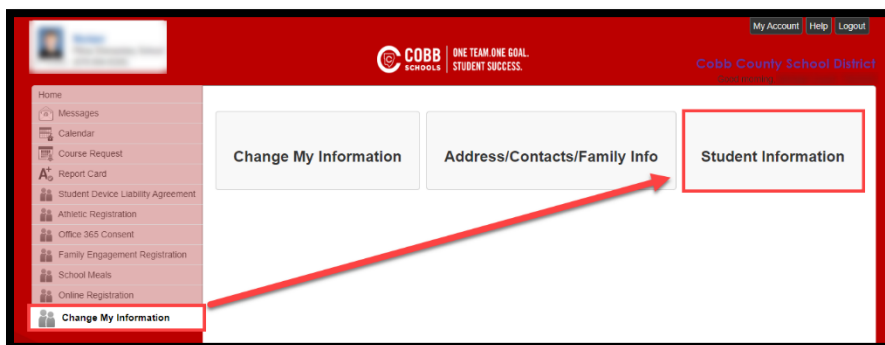 My Account Help Logout
COBB
SCHOOLS
ONE TEAM.ONE GOAL.
STUDENT SUCCESS.
Cobb County School District
Home
Messages
Calendar
Course Request
Report Card
Student Device Liability Agreement
Athletic Registration
Office 365 Consent
Family Engagement Registration
School Meals
Online Registration
Change My Information
Change My Information
Address/Contacts/Family Info
Student Information